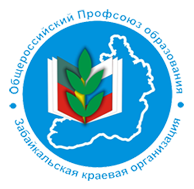 Общероссийский Профсоюз образования
Забайкальская краевая организация